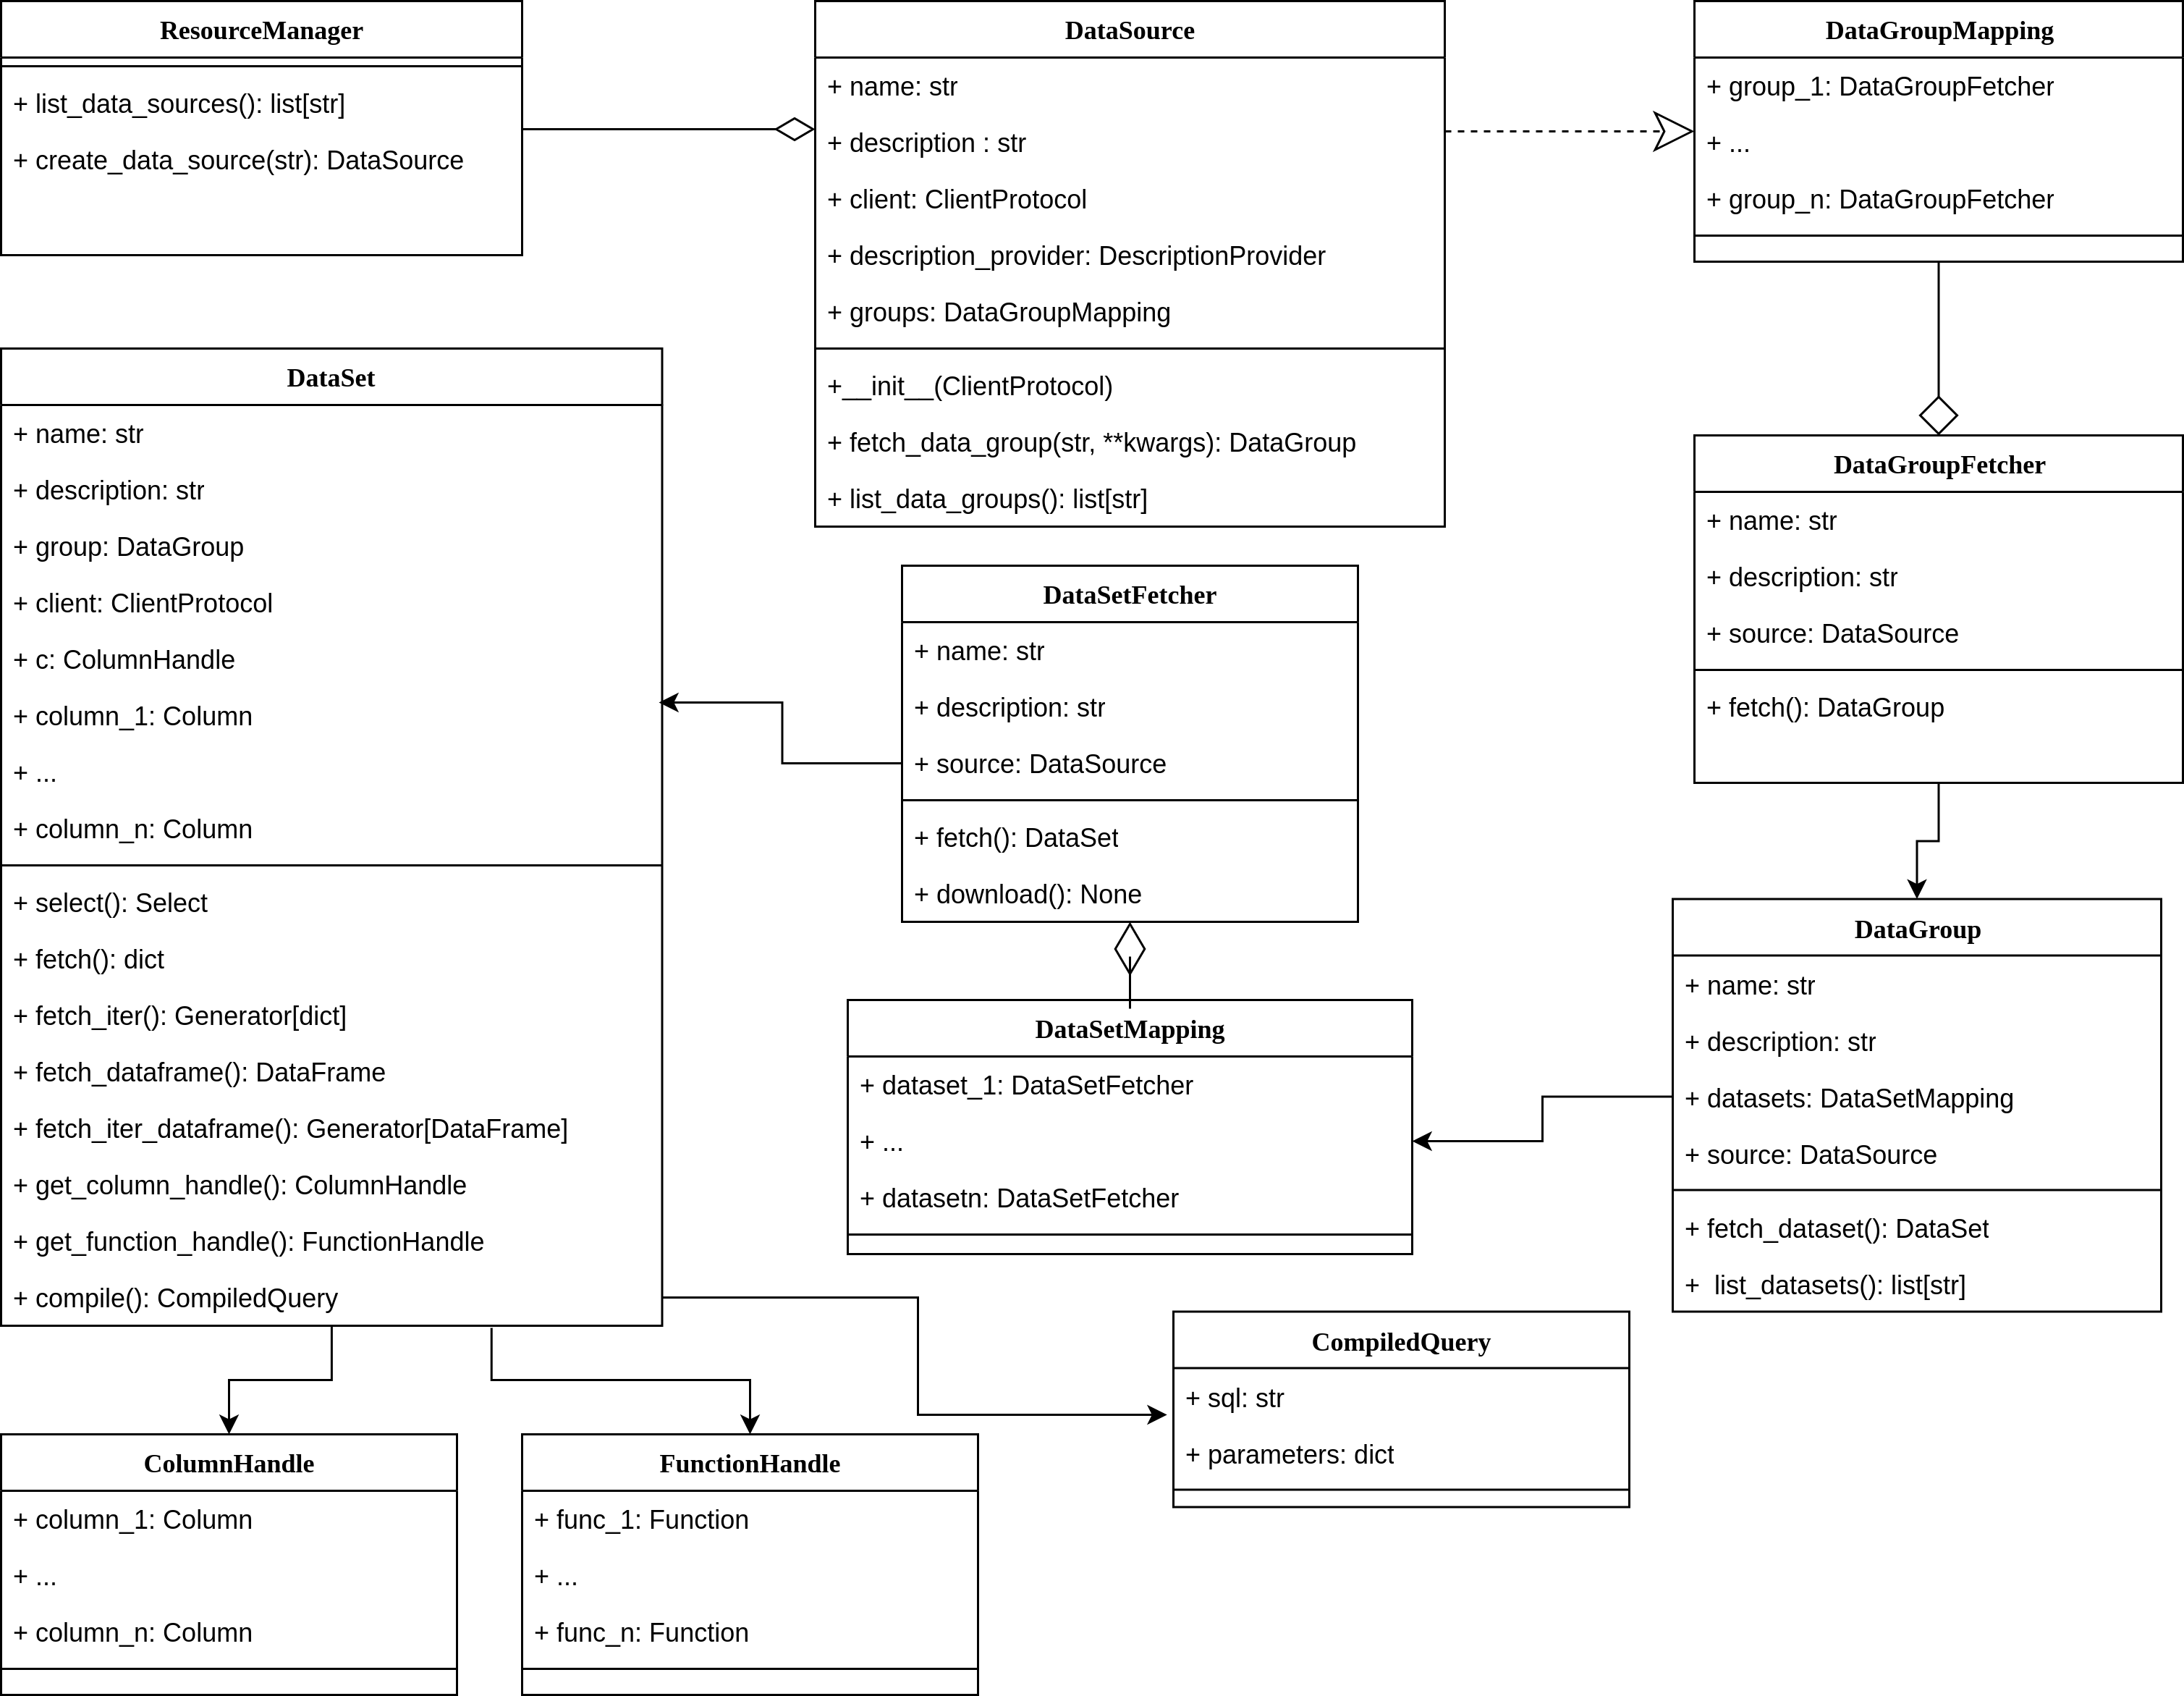 ResourceManager
+ list_data_sources(): list[str]
+ create_data_source(str): DataSource
DataSource
+ name: str
+ description : str
+ client: ClientProtocol
+ description_provider: DescriptionProvider
+ groups: DataGroupMapping
+__init__(ClientProtocol)
+ fetch_data_group(str, **kwargs): DataGroup
+ list_data_groups(): list[str]
DataGroupMapping
+ group_1: DataGroupFetcher
+ ...
+ group_n: DataGroupFetcher
DataSet
+ name: str
+ description: str
+ group: DataGroup
+ client: ClientProtocol
+ c: ColumnHandle
+ column_1: Column
+ ...
+ column_n: Column
+ select(): Select
+ fetch(): dict
+ fetch_iter(): Generator[dict]
+ fetch_dataframe(): DataFrame
+ fetch_iter_dataframe(): Generator[DataFrame]
+ get_column_handle(): ColumnHandle
+ get_function_handle(): FunctionHandle
+ compile(): CompiledQuery
DataSetFetcher
+ name: str
+ description: str
+ source: DataSource
+ fetch(): DataSet
+ download(): None
DataGroupFetcher
+ name: str
+ description: str
+ source: DataSource
+ fetch(): DataGroup
DataSetMapping
+ dataset_1: DataSetFetcher
+ ...
+ datasetn: DataSetFetcher
DataGroup
+ name: str
+ description: str
+ datasets: DataSetMapping
+ source: DataSource
+ fetch_dataset(): DataSet
+  list_datasets(): list[str]
CompiledQuery
+ sql: str
+ parameters: dict
ColumnHandle
+ column_1: Column
+ ...
+ column_n: Column
FunctionHandle
+ func_1: Function
+ ...
+ func_n: Function